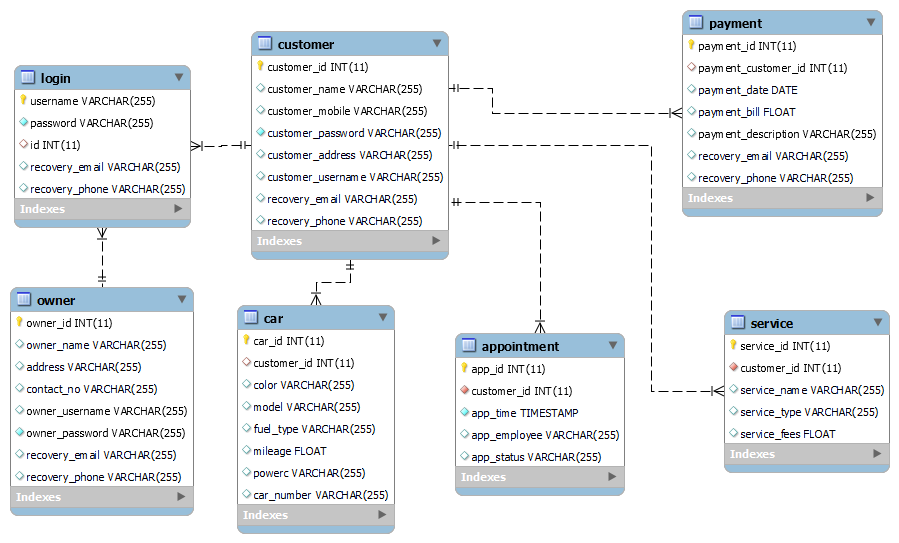 login
username VARCHAR(255)
password VARCHAR(255)
id INT(11)
recovery_email VARCHAR(255)
recovery_phone VARCHAR(255)
Indexes
customer
customer_id INT(11)
customer_name VARCHAR(255)
customer_mobile VARCHAR(255)
customer_password VARCHAR(255)
customer_address VARCHAR(255)
customer_username VARCHAR(255)
recovery_email VARCHAR(255)
recovery_phone VARCHAR(255)
Indexes
payment
payment_id INT(11)
payment_customer_id INT(11)
payment_date DATE
payment_bill FLOAT
payment_description VARCHAR(255)
recovery_email VARCHAR(255)
recovery_phone VARCHAR(255)
Indexes
owner
owner_id INT(11)
owner_name VARCHAR(255)
address VARCHAR(255)
contact_no VARCHAR(255)
owner_username VARCHAR(255)
owner_password VARCHAR(255)
recovery_email VARCHAR(255)
recovery_phone VARCHAR(255)
Indexes
car
car_id INT(11)
customer_id INT(11)
color VARCHAR(255)
model VARCHAR(255)
fuel_type VARCHAR(255)
mileage FLOAT
powerc VARCHAR(255)
car_number VARCHAR(255)
Indexes
appointment
app_id INT(11)
customer_id INT(11)
app_time TIMESTAMP
app_employee VARCHAR(255)
app_status VARCHAR(255)
Indexes
service
service_id INT(11)
customer_id INT(11)
service_name VARCHAR(255)
service_type VARCHAR(255)
service_fees FLOAT
Indexes